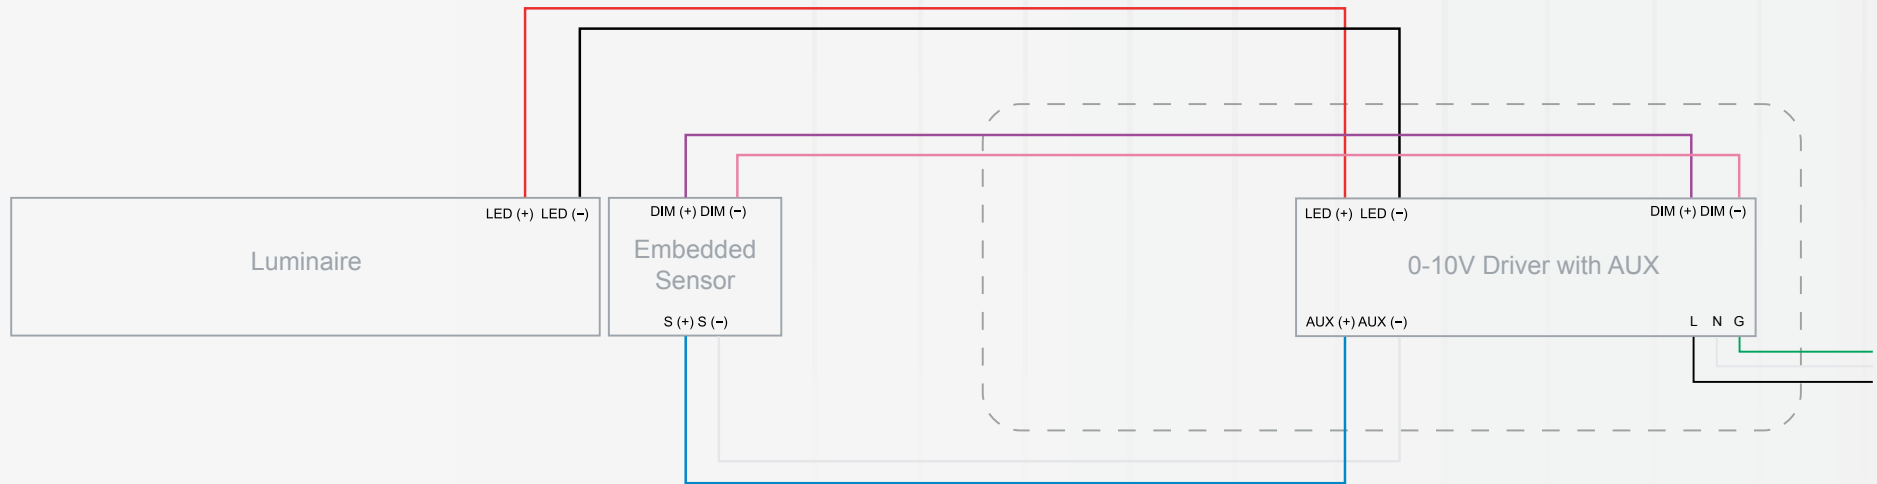 LED (+) LED (−)
Luminaire
DIM (+) DIM (−)
Embedded
Sensor
S (+) S (−)
LED (+) LED (−)
DIM (+) DIM (−)
0-10V Driver with AUX
AUX (+) AUX (−)
L N G